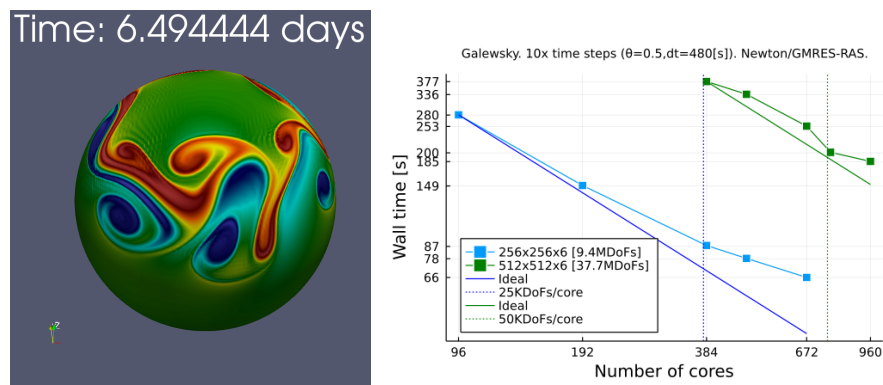 Time: 6.494444 days
Galewsky. 10x time steps (θ=0.5,dt=480[s]). Newton/GMRES-RAS.
Wall time [s]
377
336
280
253
200
185
149
87
78
66
256x256x6 [9.4MDoFs]
512x512x6 [37.7MDoFs]
Ideal
25KDoFs/core
Ideal
50KDoFs/core
96 192 384 672 960
Number of cores